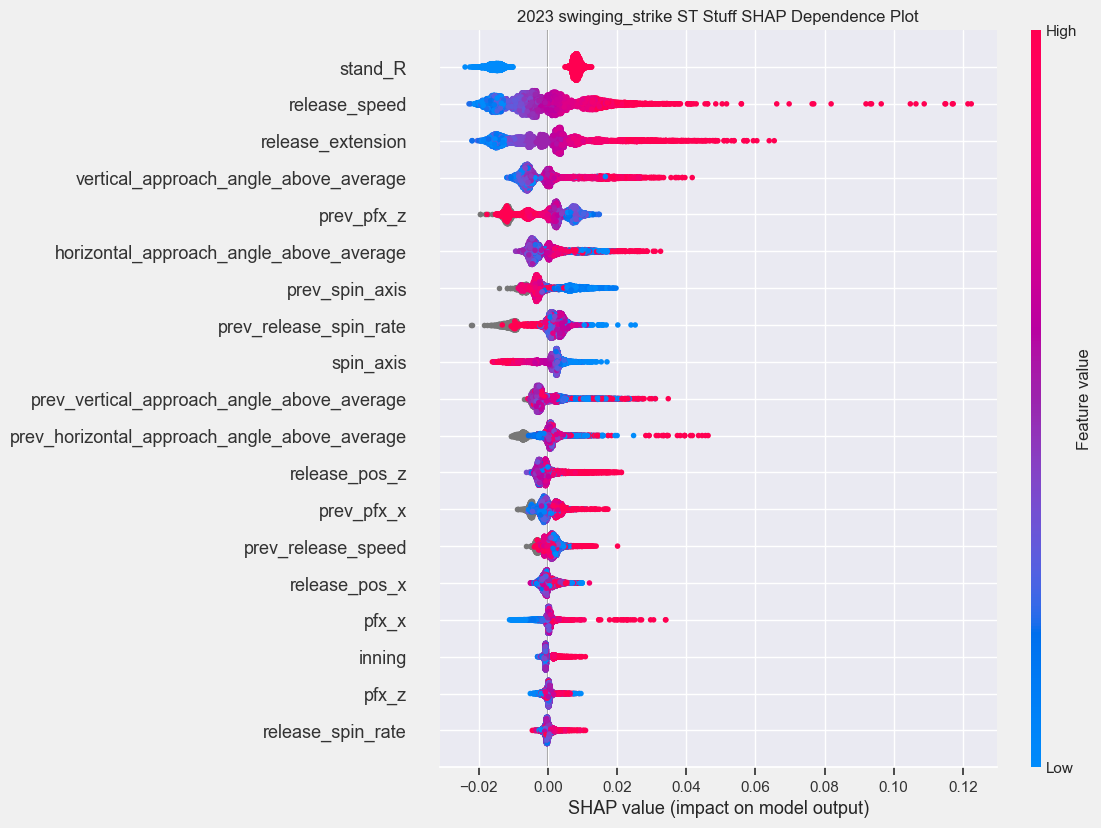 2023 swinging_strike ST Stuff SHAP Dependence Plot
High
stand_R
release_speed
release_extension
vertical_approach_angle_above_average
prev_pfx_z
horizontal_approach_angle_above_average
prev_spin_axis
prev_release_spin_rate
spin_axis
prev_vertical_approach_angle_above_average
prev_horizontal_approach_angle_above_average
release_pos_z
prev_pfx_x
prev_release_speed
release_pos_x
pfx_x
inning
pfx_z
release_spin_rate
Feature value
Low
−0.02 0.00 0.02 0.04 0.06 0.08 0.10 0.12
SHAP value (impact on model output)